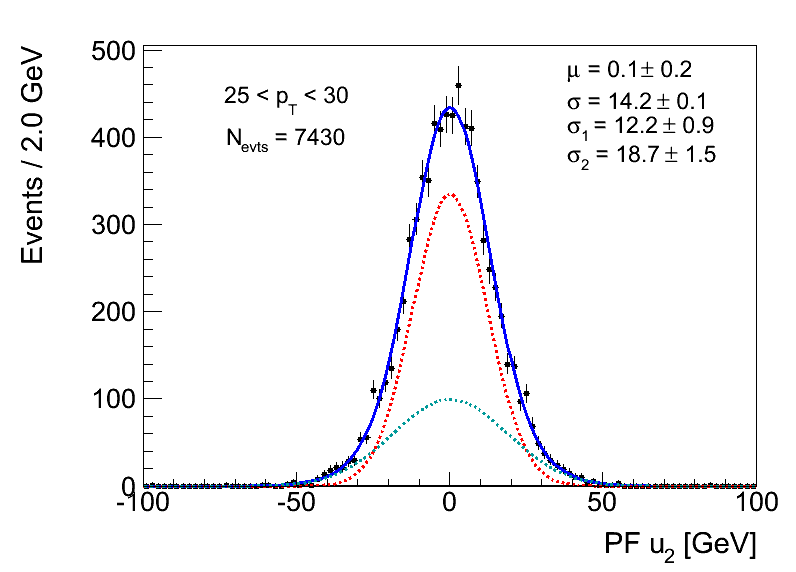 Events / 2.0 GeV
500
400
300
200
100
0
25 < p_T < 30
N_evts = 7430
μ = 0.1± 0.2
σ = 14.2± 0.1
σ_1 = 12.2 ± 0.9
σ_2 = 18.7 ± 1.5
-100 -50 0 50 100
PF u_2 [GeV]